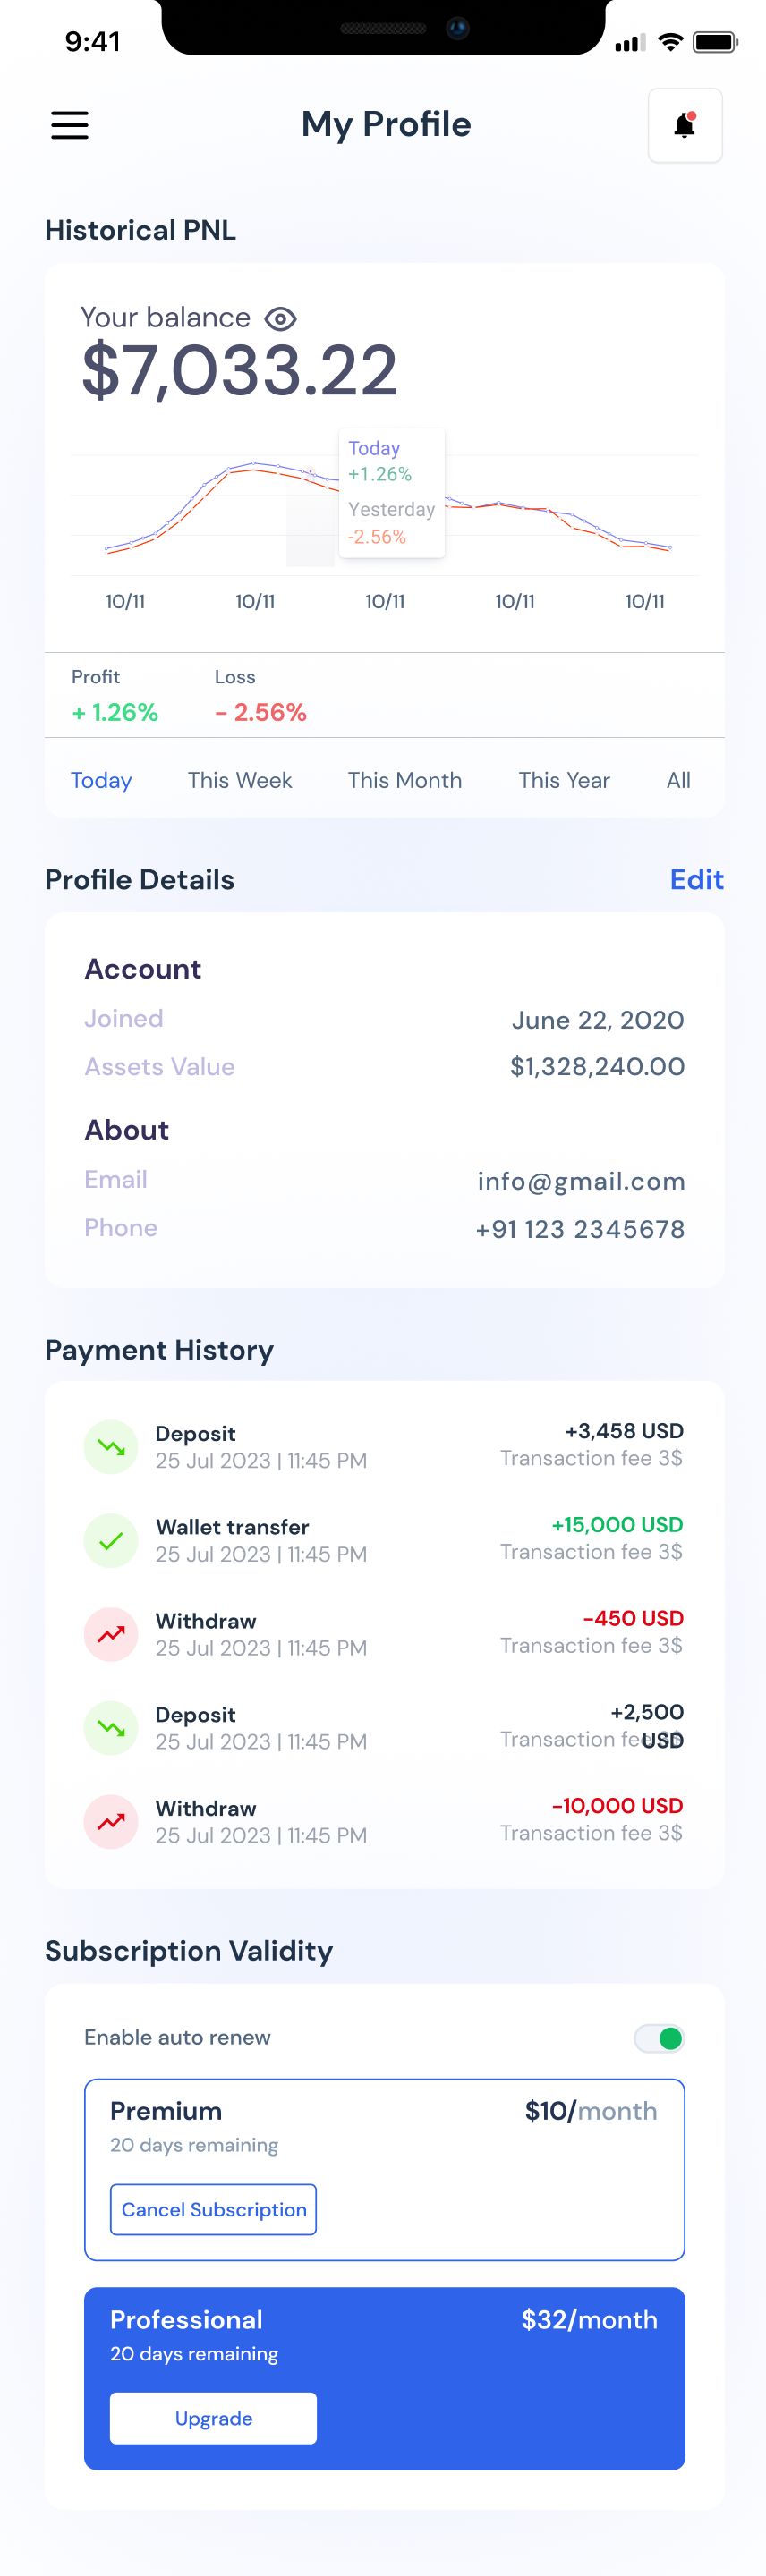 9:41
My Profile
Historical PNL
Your balance
$7,033.22
Today
+1.26%
Yesterday
-2.56%
10/11 10/11 10/11 10/11 10/11
Profit Loss
+ 1.26% - 2.56%
Today This Week This Month This Year All
Profile Details Edit
Account
Joined June 22, 2020
Assets Value $1,328,240.00
About
Email info@gmail.com
Phone +91 123 2345678
Payment History
Deposit +3,458 USD
25 Jul 2023 | 11:45 PM Transaction fee 3$
Wallet transfer +15,000 USD
25 Jul 2023 | 11:45 PM Transaction fee 3$
Withdraw -450 USD
25 Jul 2023 | 11:45 PM Transaction fee 3$
Deposit +2,500
USD
25 Jul 2023 | 11:45 PM Transaction fee 3$
Withdraw -10,000 USD
25 Jul 2023 | 11:45 PM Transaction fee 3$
Subscription Validity
Enable auto renew
Premium $10/month
20 days remaining
Cancel Subscription
Professional $32/month
20 days remaining
Upgrade